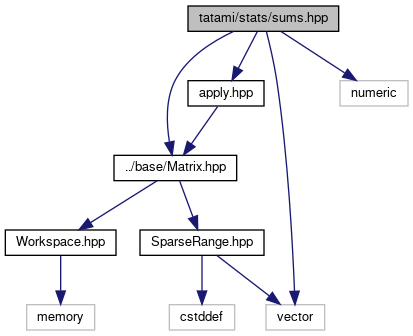 tatami/stats/sums.hpp
apply.hpp
numeric
../base/Matrix.hpp
Workspace.hpp
SparseRange.hpp
memory
cstddef
vector